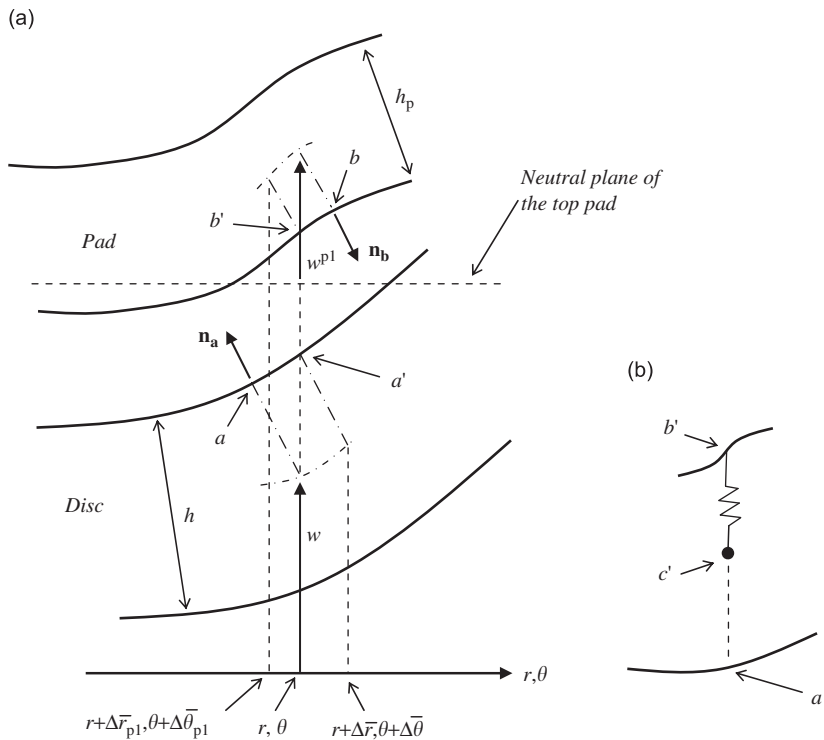 (a)
h_p
b
Neutral plane of
the top pad
b'
Pad
w^p1
n_b
n_a
a'
(b)
a
b'
Disc
h
w
c'
r,θ
r+Δr̅_p1,θ+Δθ̅_p1
r, θ
r+Δr̅,θ+Δθ̅
a